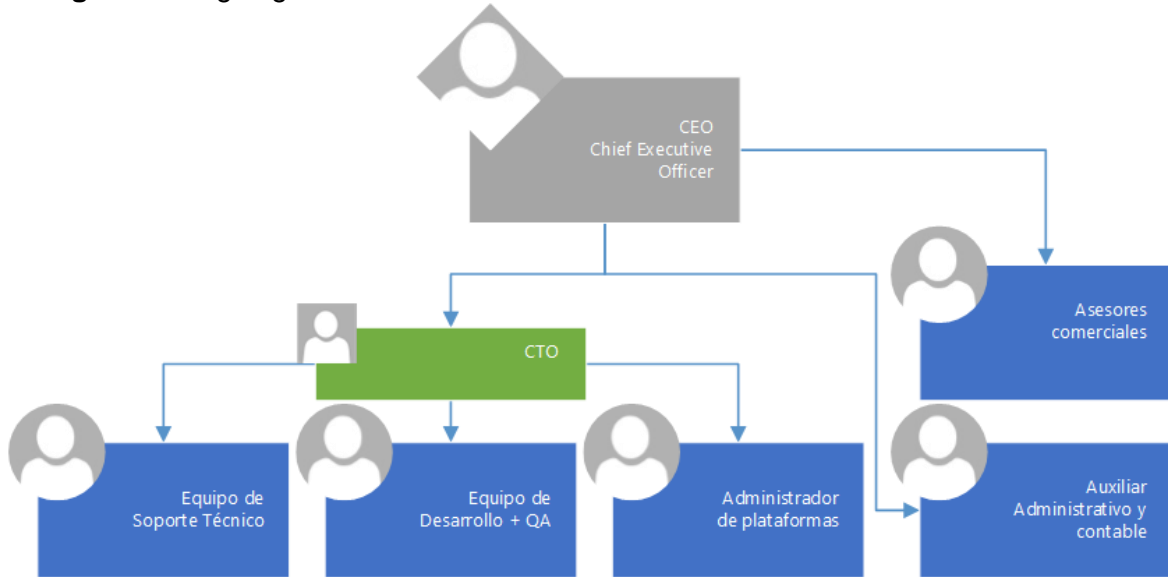 CEO
Chief Executive
Officer
Asesores
comerciales
CTO
Equipo de
Soporte Técnico
Equipo de
Desarrollo + QA
Administrador
de plataformas
Auxiliar
Administrativo y
contable